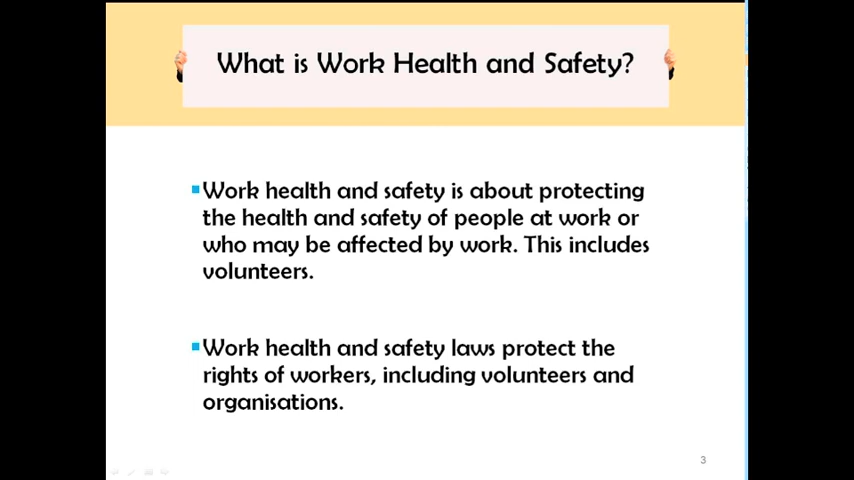 What is Work Health and Safety?
Work health and safety is about protecting
the health and safety of people at work or
who may be affected by work. This includes
volunteers.
Work health and safety laws protect the
rights of workers, including volunteers and
organisations.
3